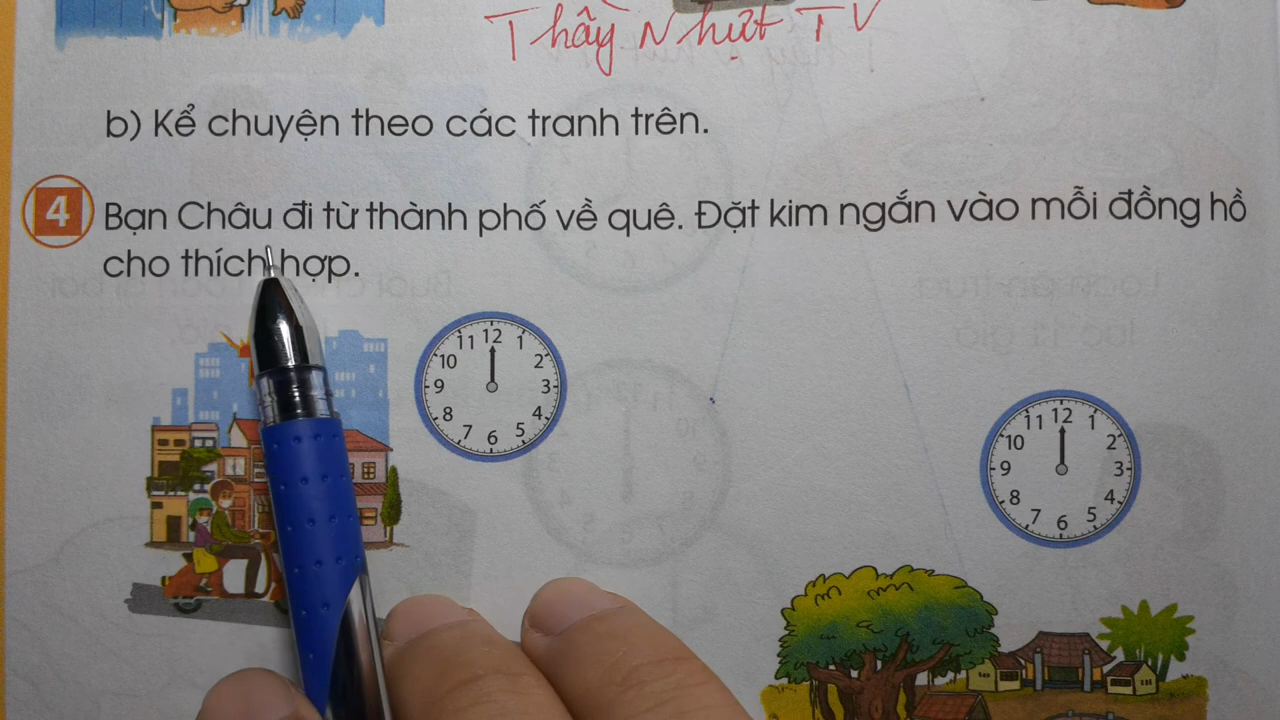 Thầy Nhựt TV
b) Kể chuyện theo các tranh trên.
4 Bạn Châu đi từ thành phố về quê. Đặt kim ngắn vào mỗi đồng hồ
cho thích hợp.
12 1 2 3 4 5 6 7 8 9 10 11
12 1 2 3 4 5 6 7 8 9 10 11